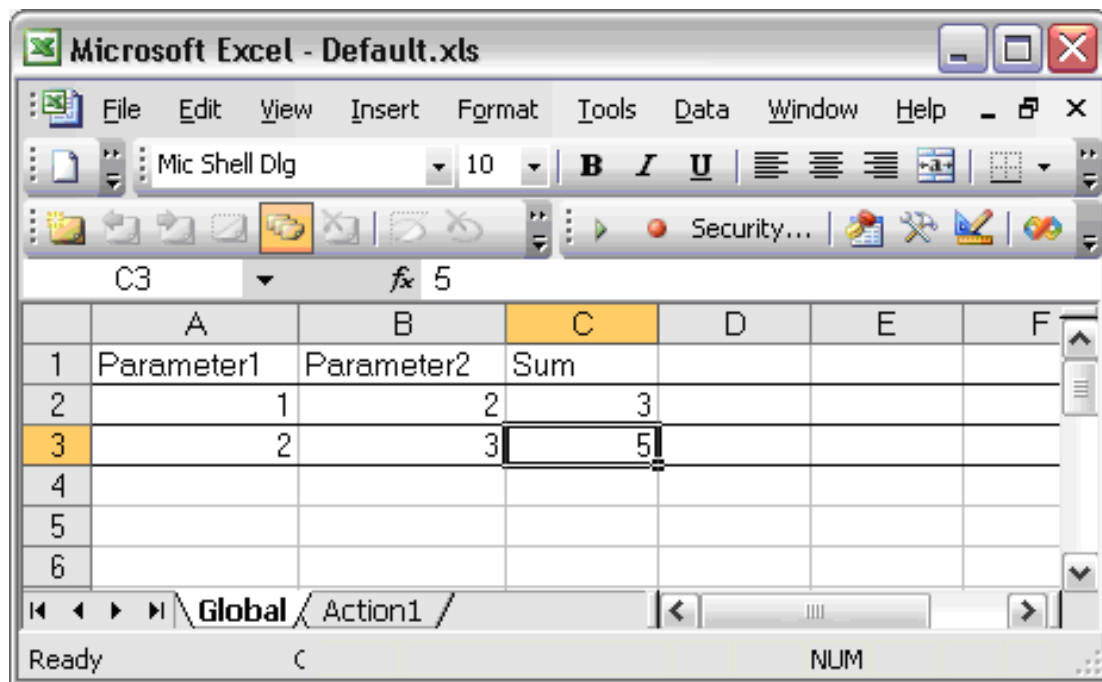 Microsoft Excel - Default.xls
File Edit View Insert Format Tools Data Window Help
Mic Shell Dlg 10 B I U
Security...
C3 fx 5
A B C D E F
1 Parameter1 Parameter2 Sum
2 1 2 3
3 2 3 5
4
5
6
Global Action1
Ready NUM